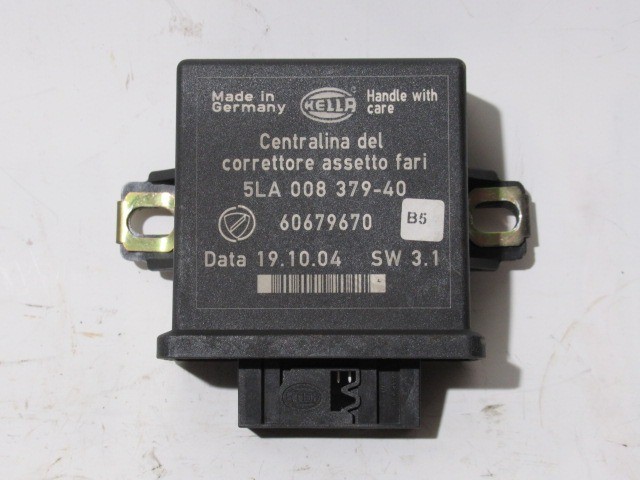 Made in Germany
HELLA
Handle with care
Centralina del
correttore assetto fari
5LA 008 379-40
60679670
B5
Data 19.10.04 SW 3.1
HELLA